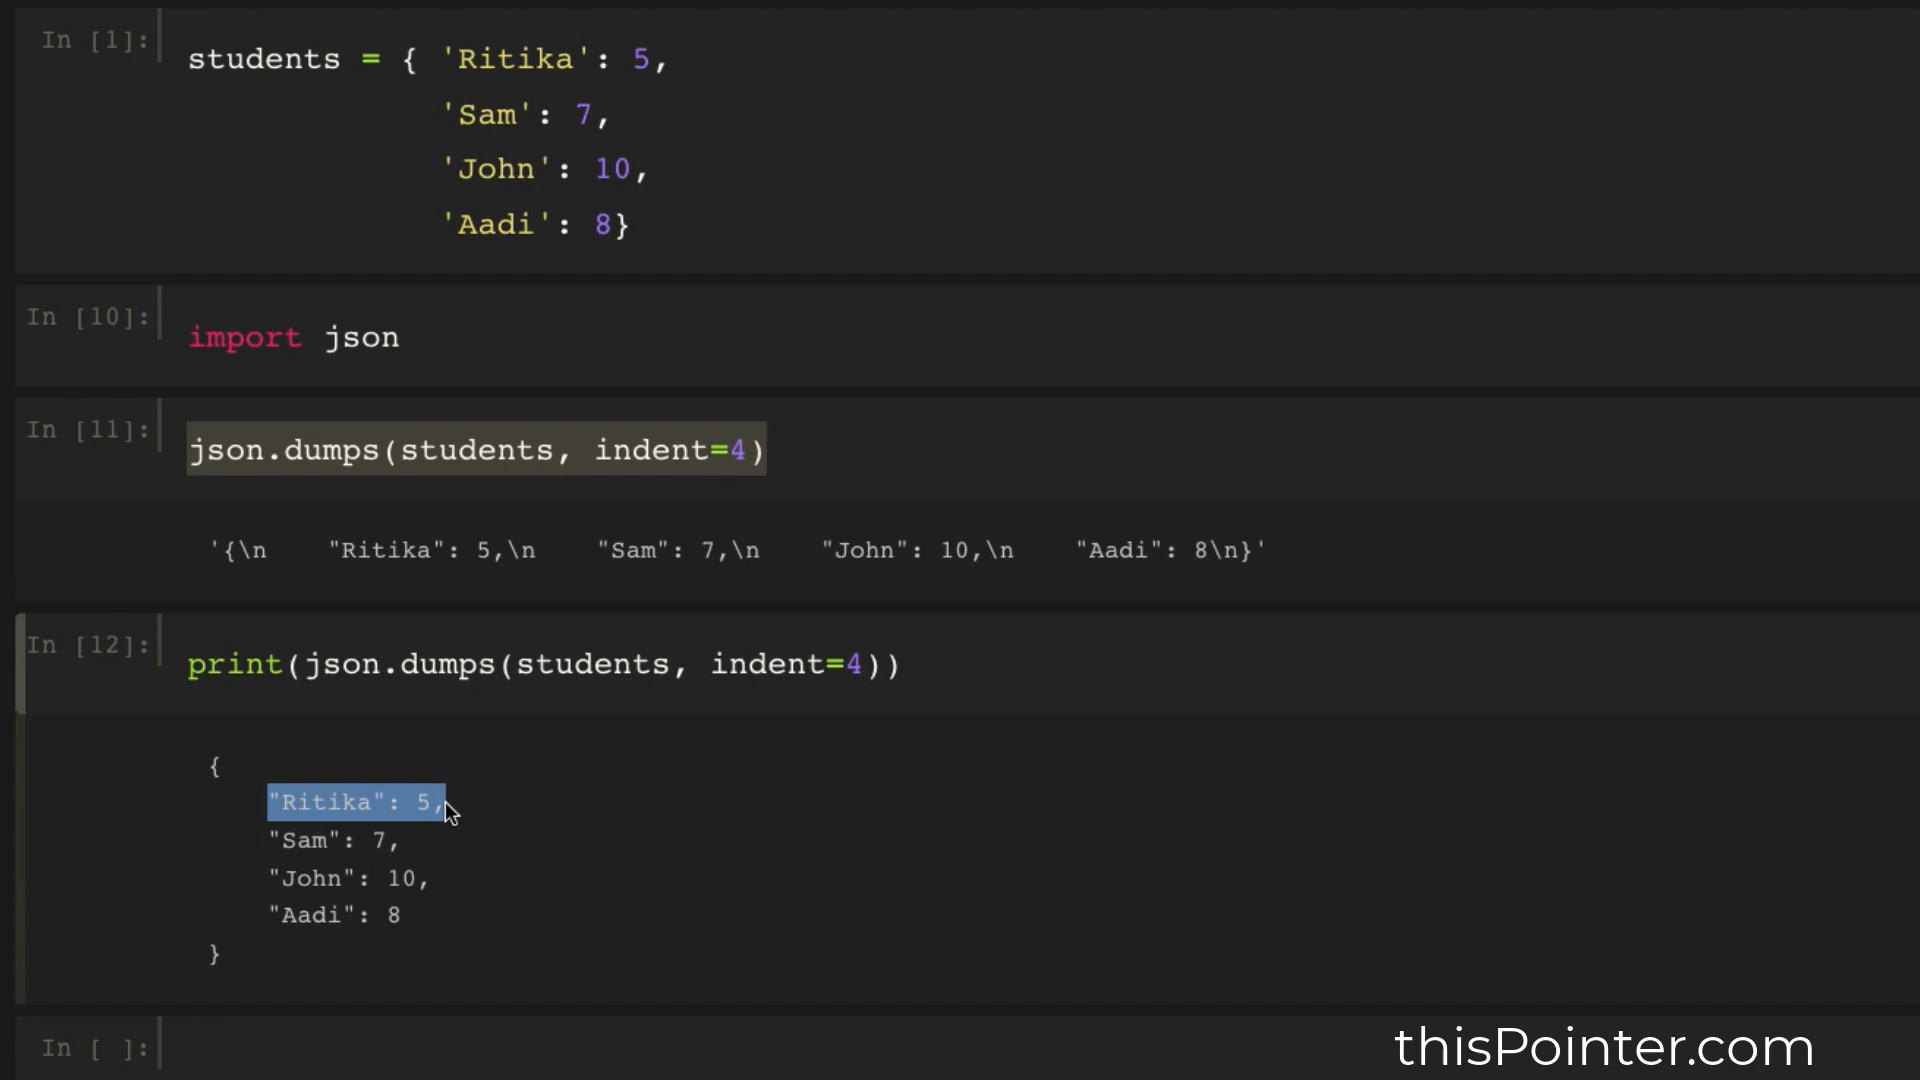 In [1]:
students = { 'Ritika': 5,
'Sam': 7,
'John': 10,
'Aadi': 8}
In [10]:
import json
In [11]:
json.dumps(students, indent=4)
'{\n    "Ritika": 5,\n    "Sam": 7,\n    "John": 10,\n    "Aadi": 8\n}'
In [12]:
print(json.dumps(students, indent=4))
{
"Ritika": 5,
"Sam": 7,
"John": 10,
"Aadi": 8
}
In [ ]:
thisPointer.com